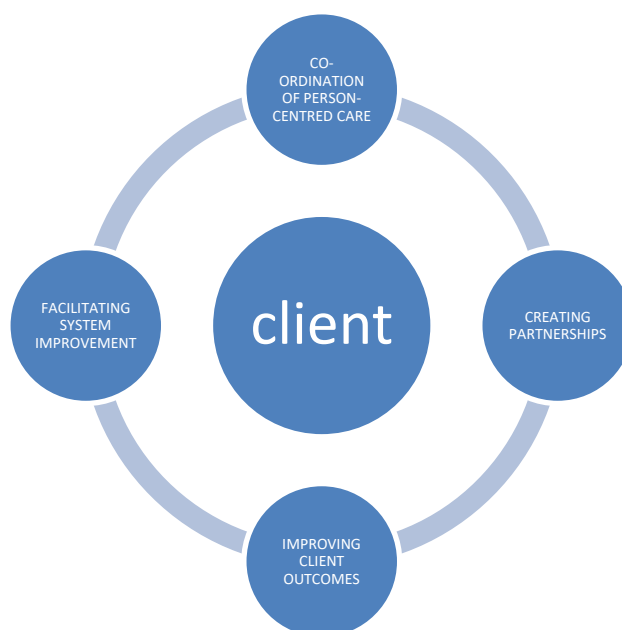 CO-
ORDINATION
OF PERSON-
CENTRED CARE
FACILITATING
SYSTEM
IMPROVEMENT
client
CREATING
PARTNERSHIPS
IMPROVING
CLIENT
OUTCOMES